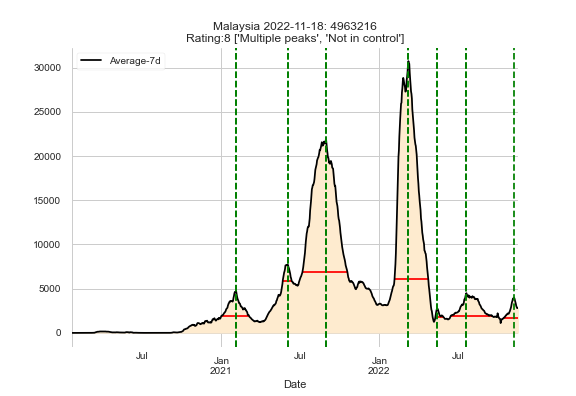 Malaysia 2022-11-18: 4963216
Rating:8 ['Multiple peaks', 'Not in control']
Average-7d
30000
25000
20000
15000
10000
5000
0
Jul
Jan
2021
Jul
Jan
2022
Jul
Date